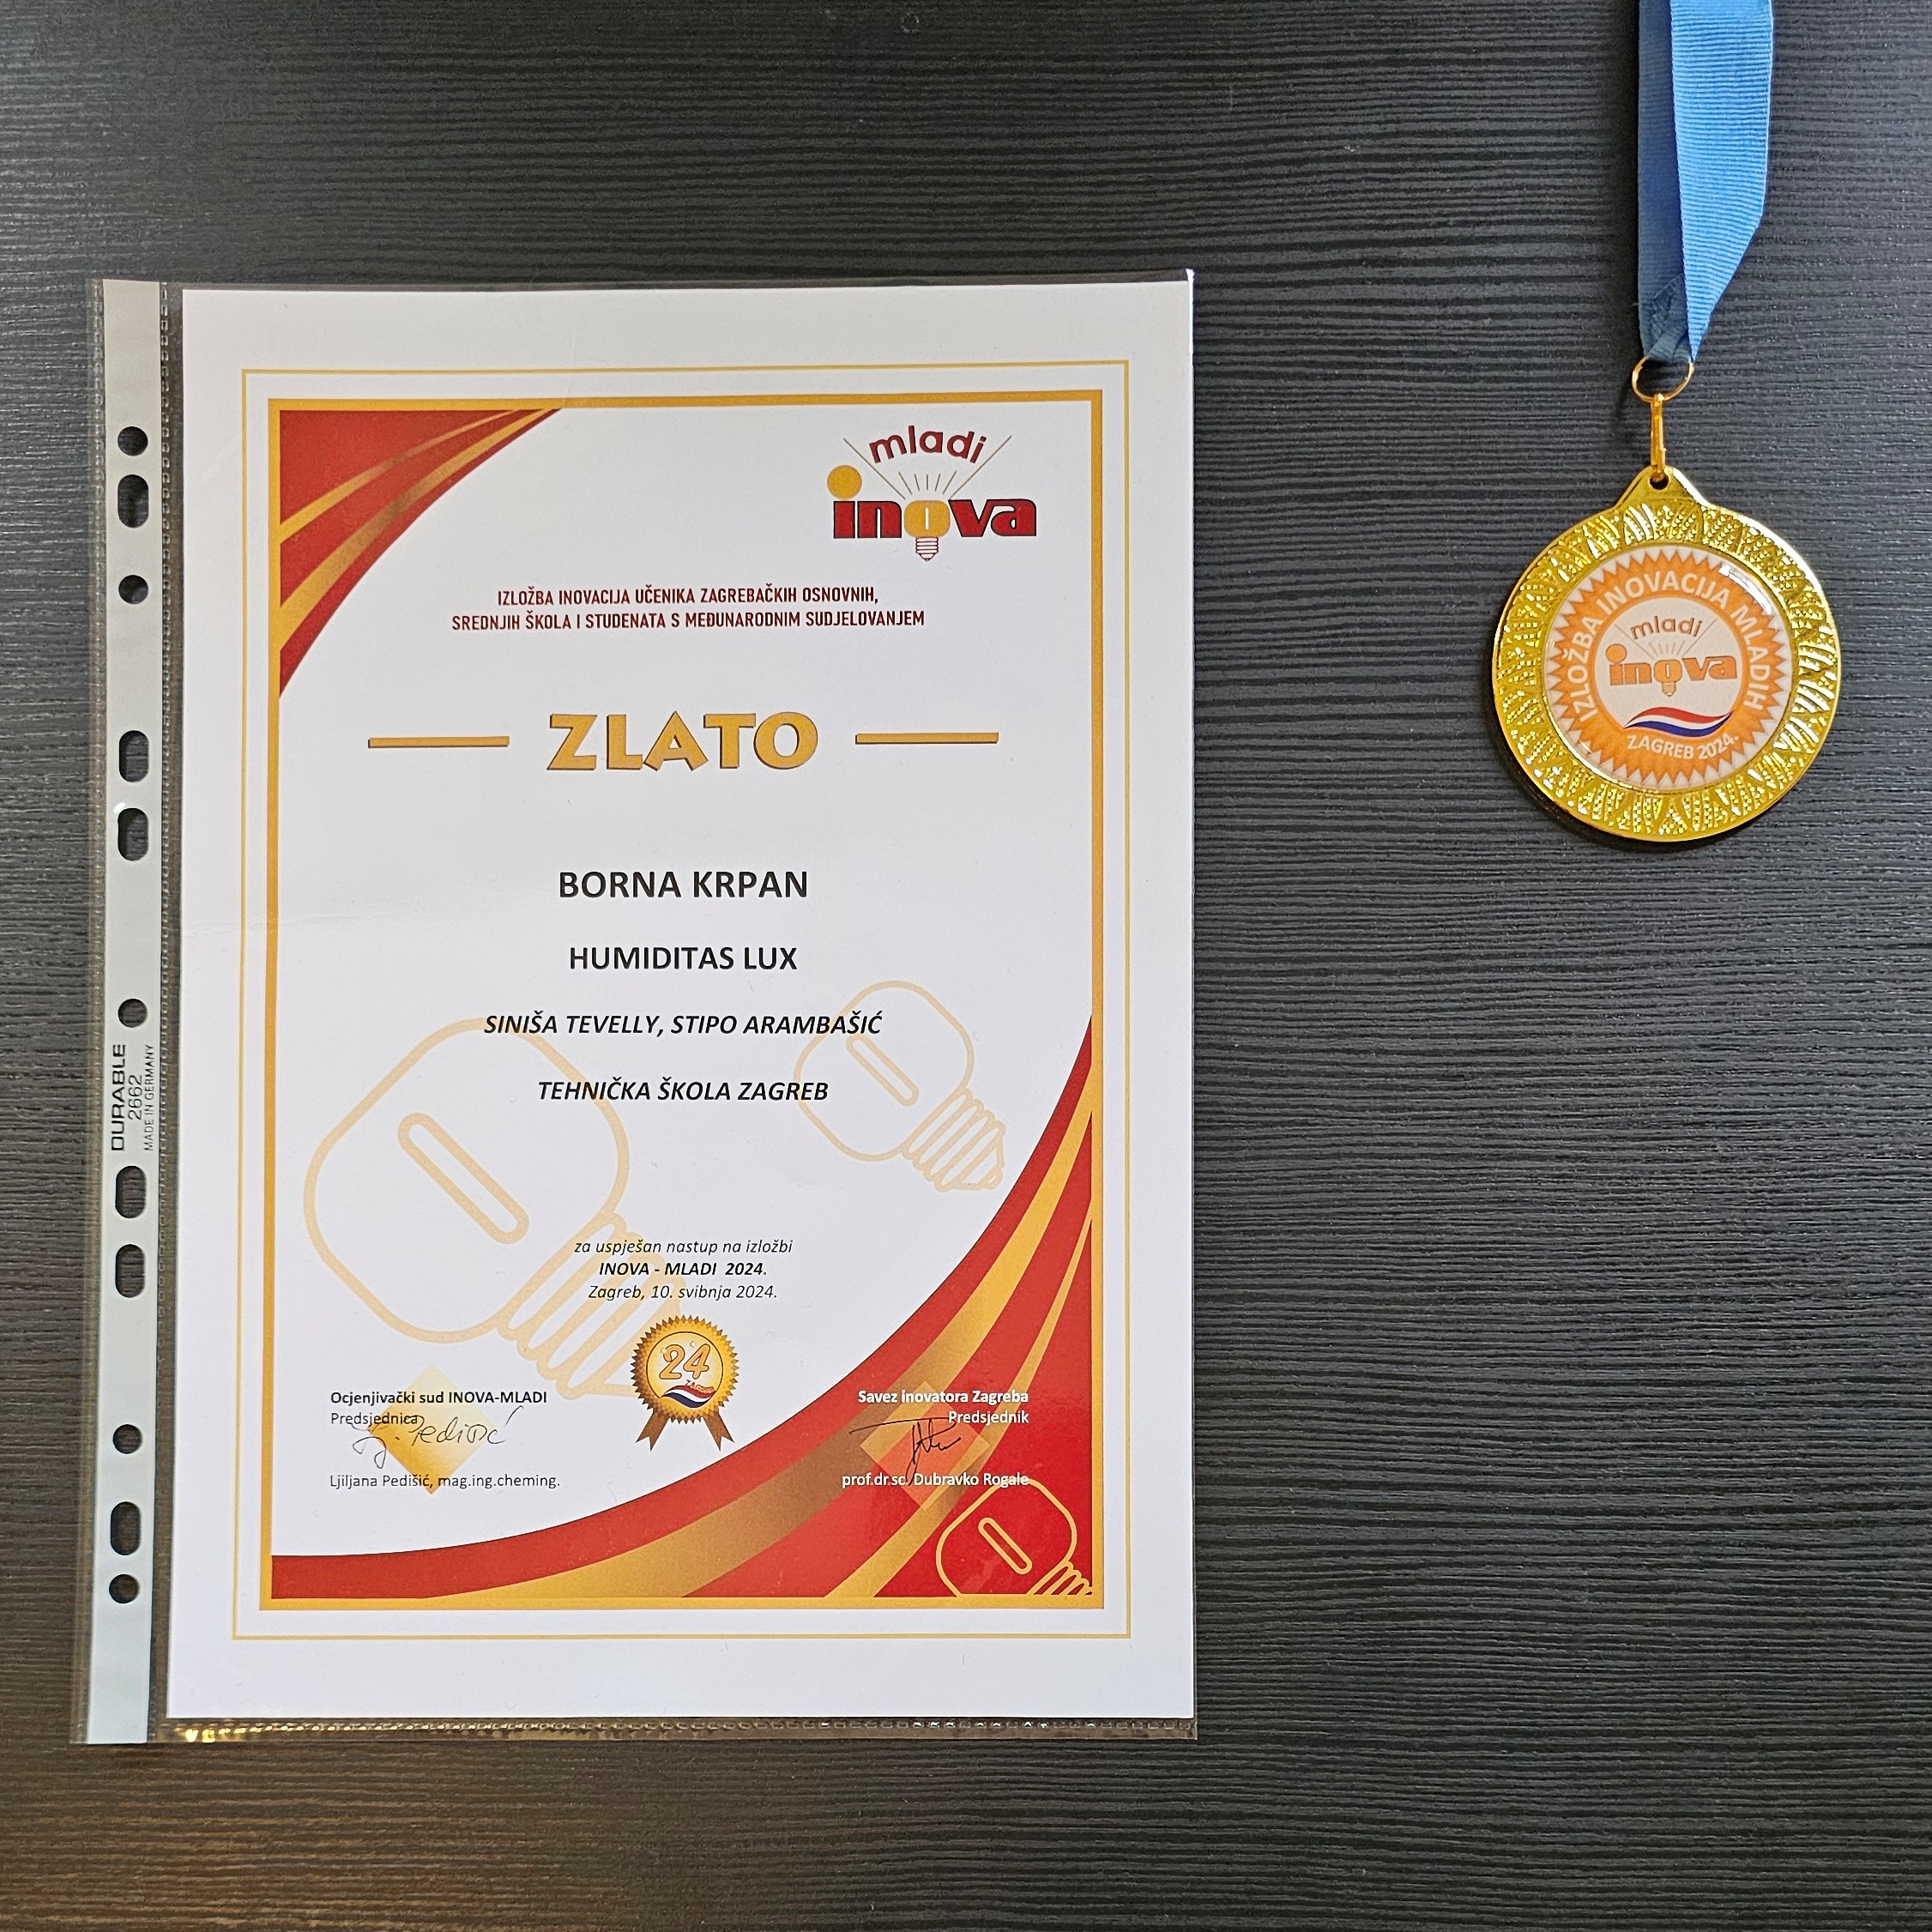 mladi
inova
IZLOŽBA INOVACIJA UČENIKA ZAGREBAČKIH OSNOVNIH,
SREDNJIH ŠKOLA I STUDENATA S MEĐUNARODNIM SUDJELOVANJEM
ZLATO
BORNA KRPAN
HUMIDITAS LUX
SINIŠA TEVELLY, STIPO ARAMBAŠIĆ
TEHNIČKA ŠKOLA ZAGREB
za uspješan nastup na izložbi
INOVA - MLADI 2024.
Zagreb, 10. svibnja 2024.
24
ZAGREB
Ocjenjivački sud INOVA-MLADI
Predsjednica
Ljiljana Pedišić, mag.ing.cheming.
Savez inovatora Zagreba
Predsjednik
prof.dr.sc. Dubravko Rogale
DURABLE
2662
MADE IN GERMANY
IZLOŽBA INOVACIJA MLADIH
mladi
inova
ZAGREB 2024.